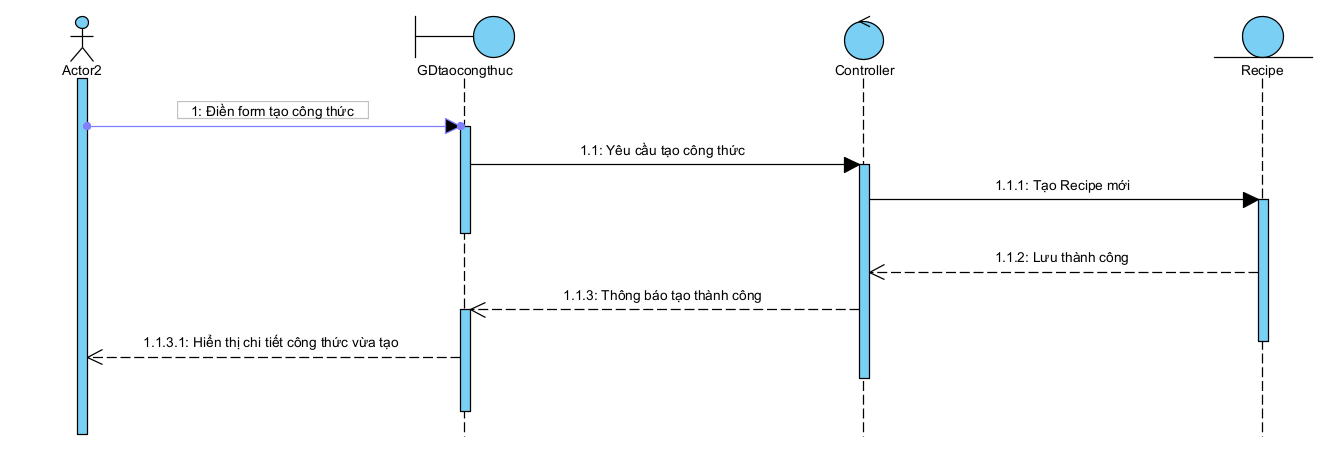 Actor2
GDtaocongthuc
Controller
Recipe
1: Điền form tạo công thức
1.1: Yêu cầu tạo công thức
1.1.1: Tạo Recipe mới
1.1.2: Lưu thành công
1.1.3: Thông báo tạo thành công
1.1.3.1: Hiển thị chi tiết công thức vừa tạo